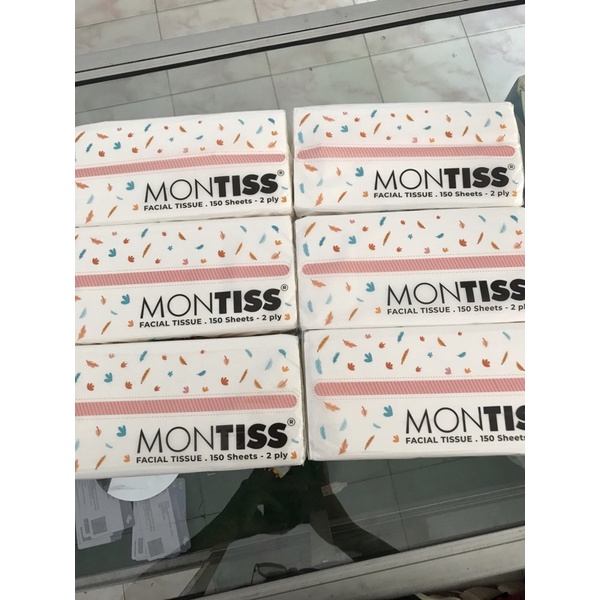 MONTISS®
FACIAL TISSUE . 150 Sheets - 2 ply
MONTISS®
FACIAL TISSUE . 150 Sheets - 2 ply
MONTISS®
FACIAL TISSUE . 150 Sheets - 2 ply
MONTISS
FACIAL TISSUE . 150 Sheets - 2 ply
MONTISS®
FACIAL TISSUE . 150 Sheets - 2 ply
MONTISS
FACIAL TISSUE . 150 Sheets - 2